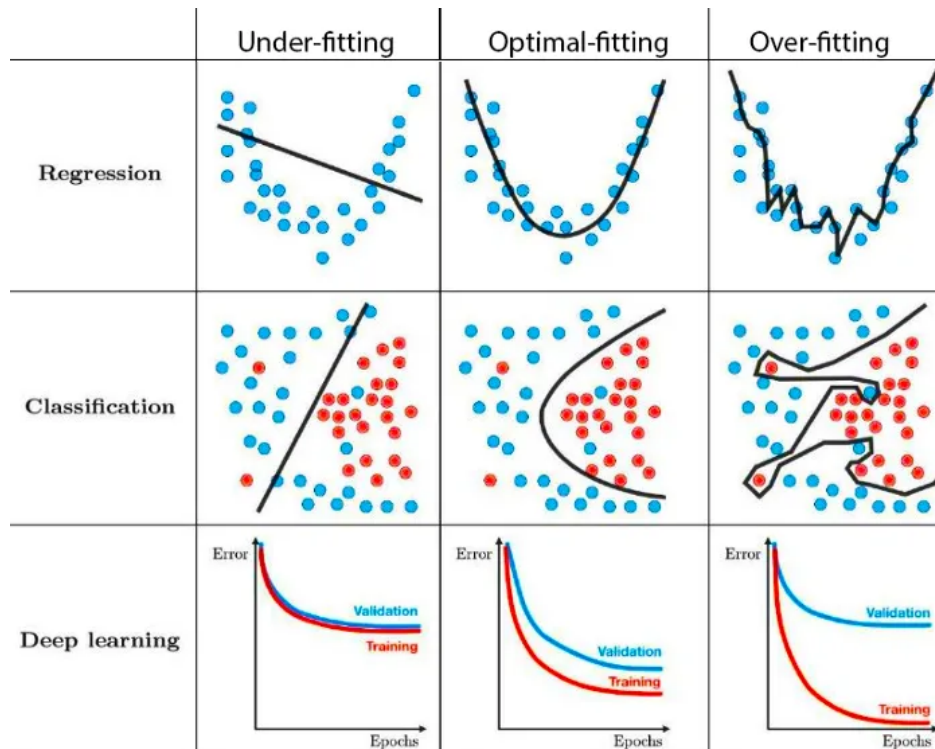 Under-fitting
Optimal-fitting
Over-fitting
Regression
Classification
Deep learning
Error
Validation
Training
Epochs
Error
Validation
Training
Epochs
Error
Validation
Training
Epochs